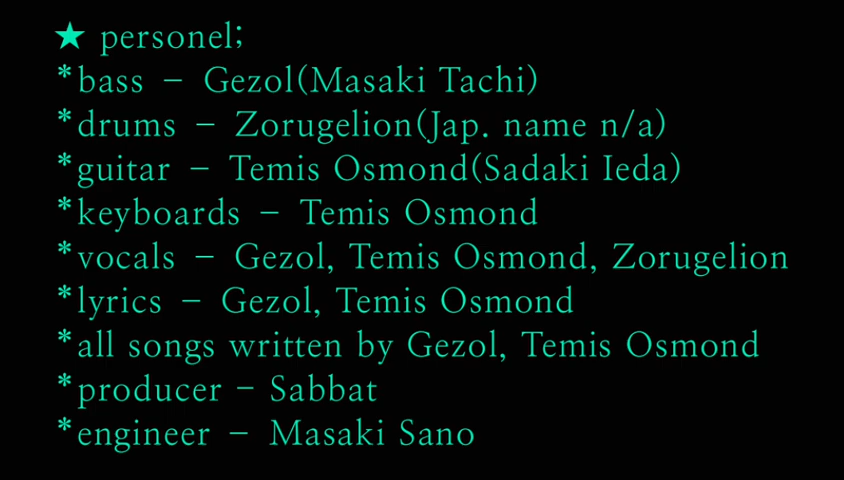 ★ personel;
*bass – Gezol(Masaki Tachi)
*drums – Zorugelion(Jap. name n/a)
*guitar – Temis Osmond(Sadaki Ieda)
*keyboards – Temis Osmond
*vocals – Gezol, Temis Osmond, Zorugelion
*lyrics – Gezol, Temis Osmond
*all songs written by Gezol, Temis Osmond
*producer – Sabbat
*engineer – Masaki Sano